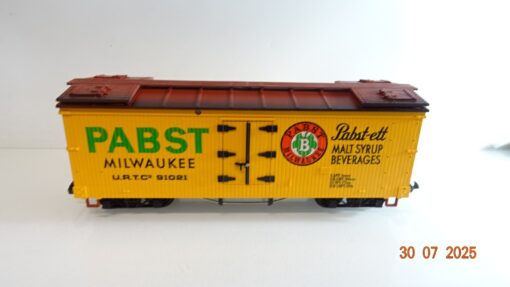 PABST
MILWAUKEE
U.R.T.Co 91021
PABST
B
MILWAUKEE
Pabst-ett
MALT SYRUP
BEVERAGES
30 07 2025